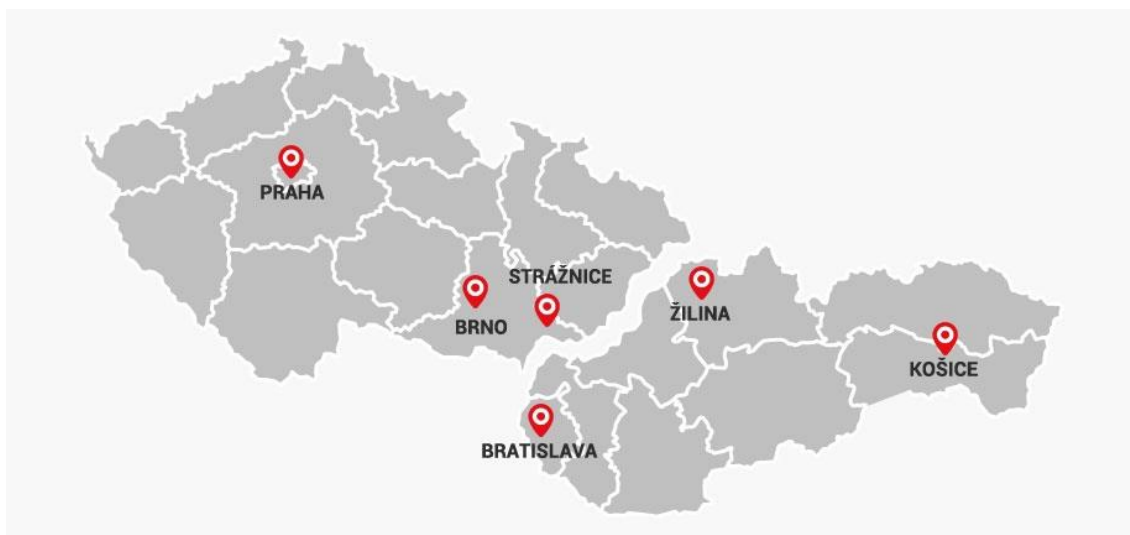 PRAHA
STRÁŽNICE
BRNO
ŽILINA
KOŠICE
BRATISLAVA